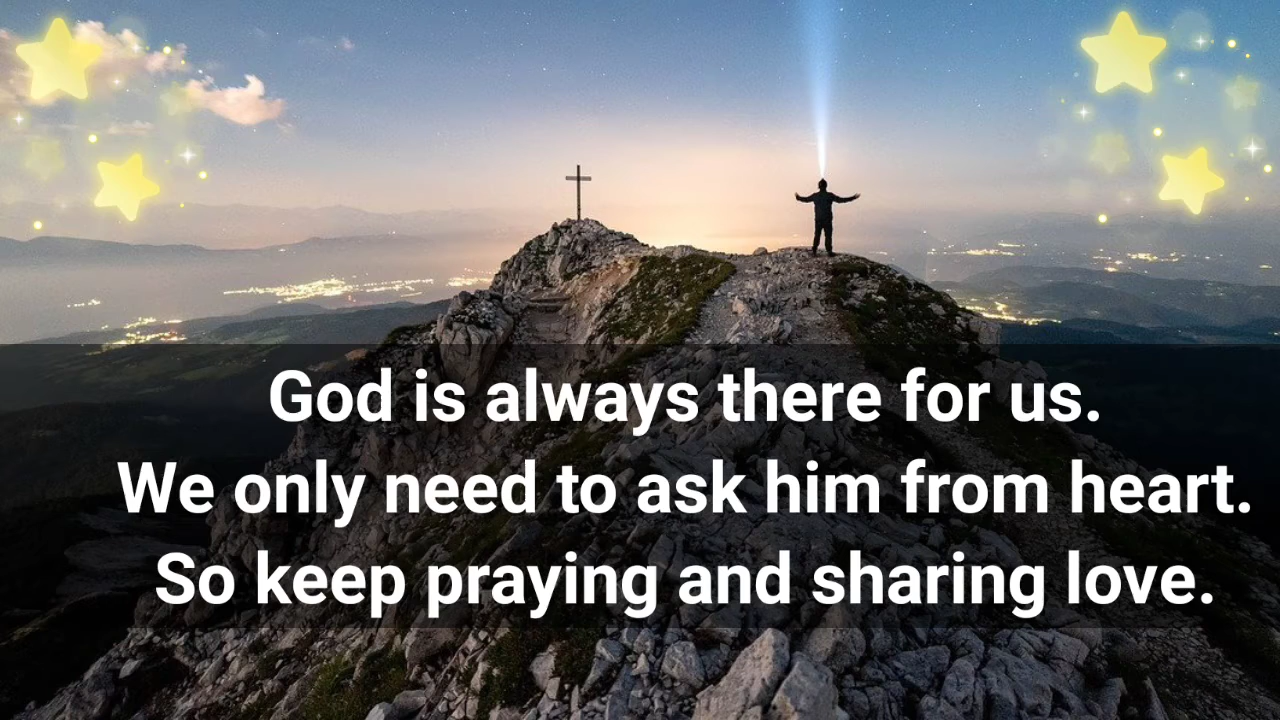 God is always there for us.
We only need to ask him from heart.
So keep praying and sharing love.